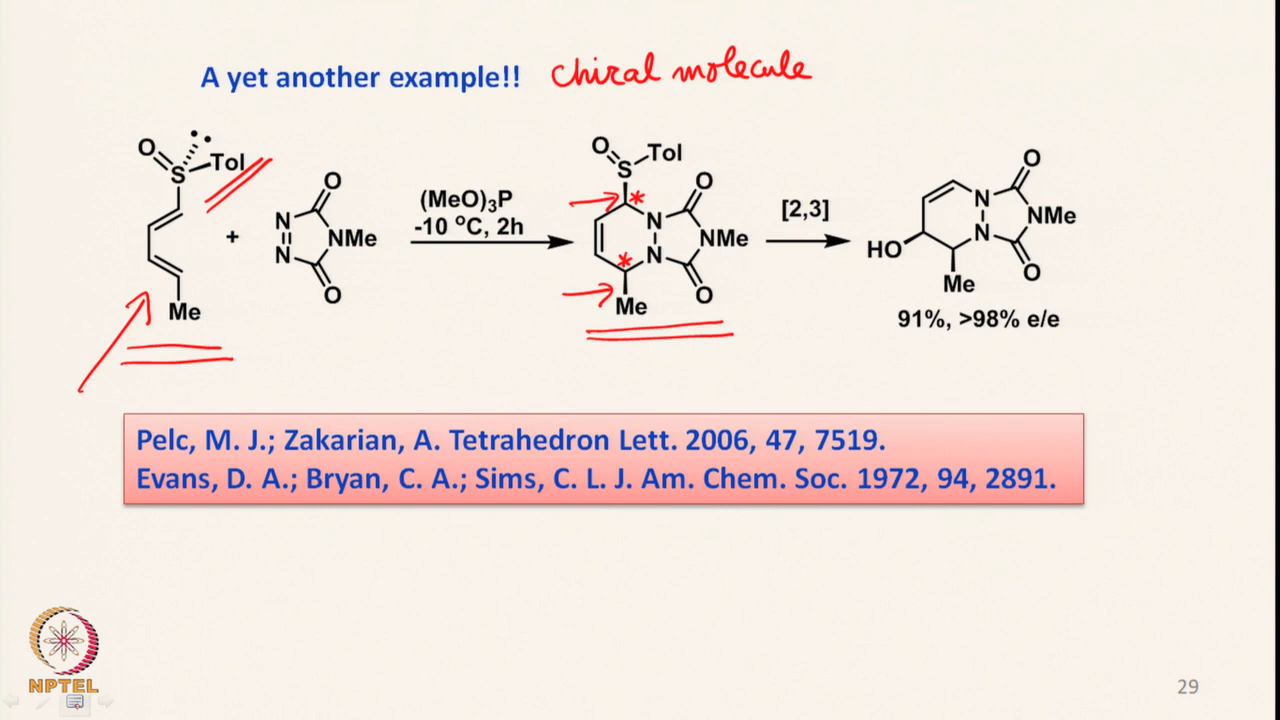 A yet another example!! chiral molecule
O
S
Tol
Me
+
N
N
O
NMe
O
(MeO)₃P
-10 °C, 2h
O
S
Tol
*
N
N
O
NMe
O
*
Me
[2,3]
HO
Me
N
N
O
NMe
O
91%, >98% e/e
Pelc, M. J.; Zakarian, A. Tetrahedron Lett. 2006, 47, 7519.
Evans, D. A.; Bryan, C. A.; Sims, C. L. J. Am. Chem. Soc. 1972, 94, 2891.
NPTEL
29